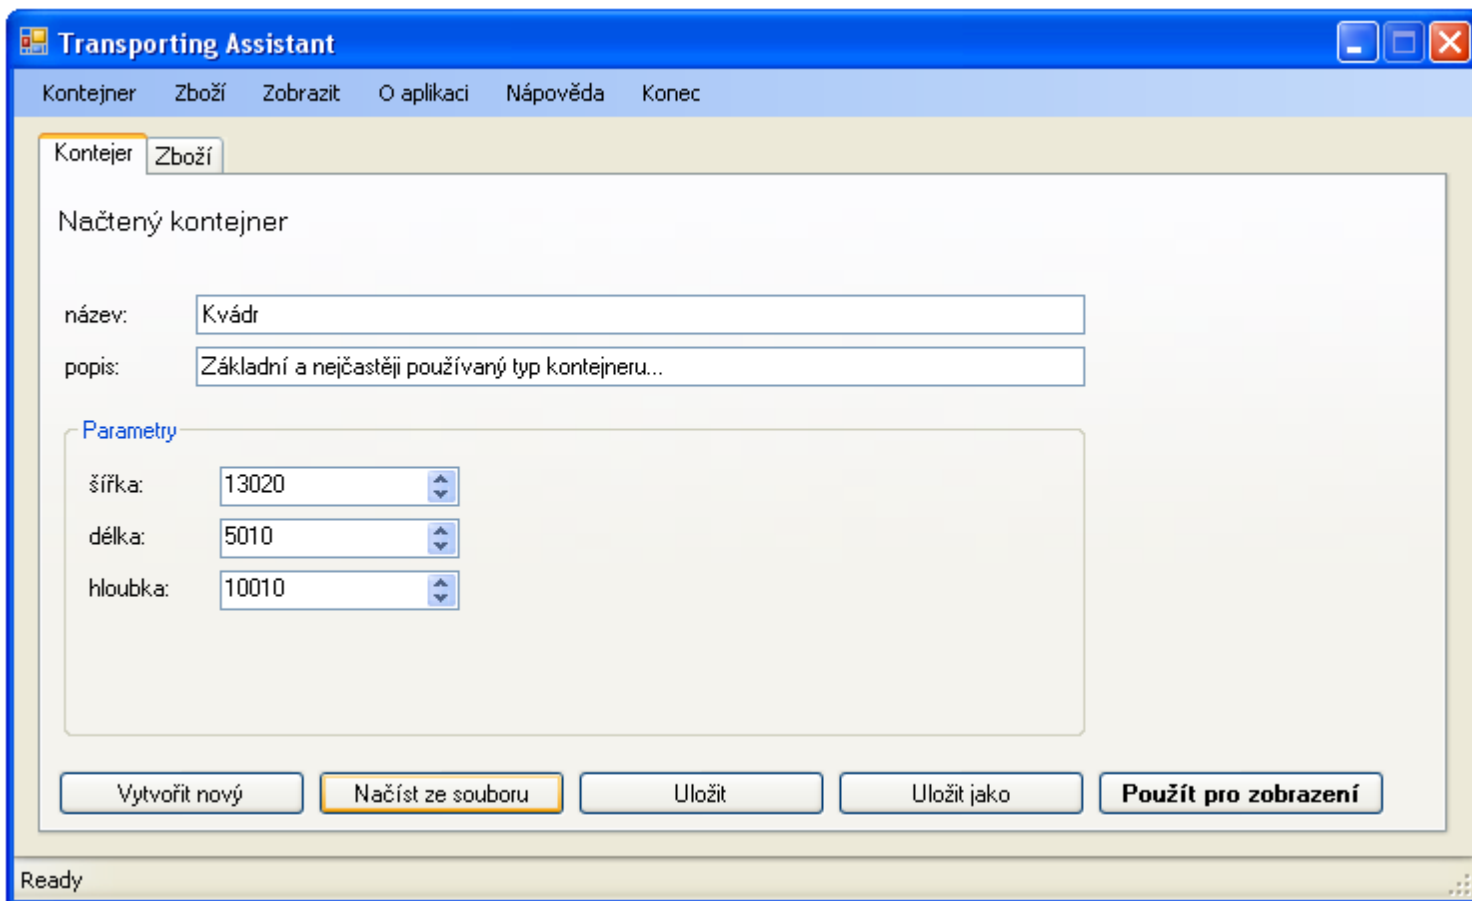 Transporting Assistant
Kontejner Zboží Zobrazit O aplikaci Nápověda Konec
Kontejer Zboží
Načtený kontejner
název: Kvádr
popis: Základní a nejčastěji používaný typ kontejneru...
Parametry
šířka: 13020
délka: 5010
hloubka: 10010
Vytvořit nový Načíst ze souboru Uložit Uložit jako Použít pro zobrazení
Ready